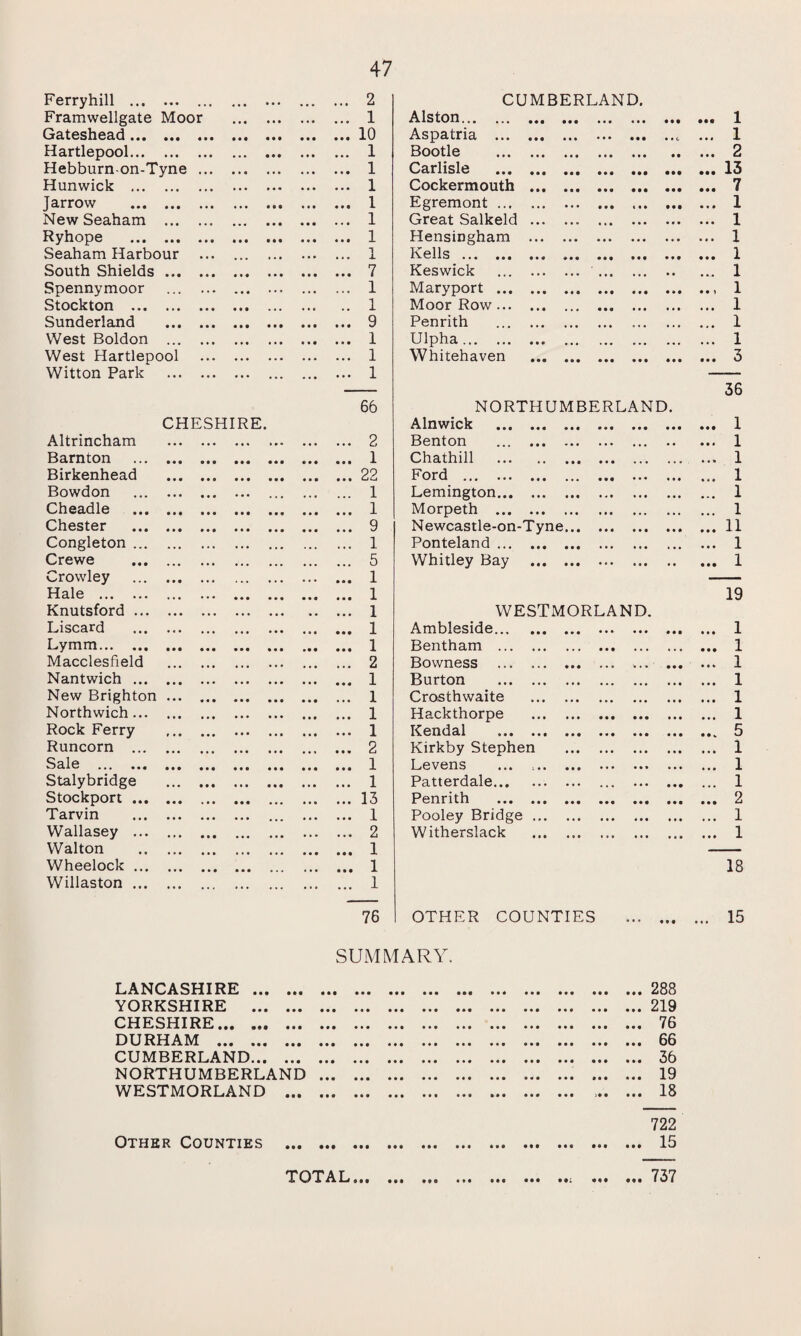 47
Ferryhill ... ... ... ... ... ... ... 2
Framwellgate Moor ... ... ... ... 1
Gateshead ... ... ... ... ... ... ... 10
Hartlepool... ... ... ... ... ... ... 1
Hebburn-on-Tyne ... ... ... ... ... 1
Hunwick ... ... ... ... ... ... ... 1
Jarrow ... ... ... ... ... ... ... 1
New Seaham ... ... ... ... ... ... 1
Ryhope ... ... ... ... ... ... ... 1
Seaham Harbour ... ... ... ... ... 1
South Shields ... ... ... ... ... ... 7
Spennymoor ... ... ... ... ... ... 1
Stockton ... ... ... ... ... ... .. 1
Sunderland ... ... ... ... ... ... 9
West Boldon ... ... ... ... ... ... 1
West Hartlepool ... ... ... ... ... 1
Witton Park ... ... ... ... ... ... 1
66
CHESHIRE.
Altrincham ... ... ... ... ... ... 2
Barnton ... ... ... ... ... ... ... 1
Birkenhead ... ... ... ... ... ... 22
Bowdon ... ... ... ... ... ... ... 1
Cheadle ... ... ... ... ... ... ... 1
Chester ... ... ... ... ... ... ... 9
Congleton ... ... ... ... ... ... ... 1
Crewe ... ... ... ... ... ... ... 5
Crowley ... ... ... ... ... ... ... 1
Hale ... ... ... ... ... ... ... ... 1
Knutsford ... ... ... ... ... .. ... 1
Liscard ... ... ... ... ... ... ... 1
Lymm... ... ... ... ... ... ... ... 1
Macclesfield ... ... ... ... ... ... 2
Nantwich ... ... ... ... ... ... ... 1
New Brighton ... ... ... ... ... ... 1
Northwich ... ... ... ... ... ... ... 1
Rock Ferry ... ... ... ... ... ... 1
Runcorn ... ... ... ... ... ... ... 2
Sale ... ... ... ... ... ... ... ... 1
Stalybridge ... ... ... ... ... ... 1
Stockport ... ... ... ... ... ... ... 13
Tarvin ... ... ... ... ... ... ... 1
Wallasey ... ... ... ... ... ... ... 2
Walton .. ... ... ... ... ... ... 1
Wheelock ... ... ... ... ... ... ... 1
Willaston ... ... ... ... ... ... ... 1
76
CUMBERLAND.
Alston... ... ... ... ... ... ... ... 1
Aspatria ... ... ... ... ... ... ... 1
Bootle ... ... ... ... ... .. ... 2
Carlisle ... ... ... ... ... ... ... 13
Cockermouth ... ... ... ... ... ... 7
Egremont ... ... ... ... ... ... ... 1
Great Salkeld ... ... ... ... ... ... 1
Hensingham ... ... ... ... ... ... 1
Kells ... ... ... ... ... ... ... ... 1
Keswick ... ... ... ... ... .. ... 1
Maryport ... ... ... ... ... ... ... 1
Moor Row ... ... ... ... ... ... ... 1
Penrith ... ... ... ... ... ... ... 1
Ulpha ... ... ... ... ... ... ... ... 1
Whitehaven ... ... ... ... ... ... 3
36
NORTHUMBERLAND.
Alnwick ... ... ... ... ... ... ... 1
Benton ... ... ... ... ... .. ... 1
Chathill ... .. ... ... ... ... ... 1
Ford ... ... ... ... ... ... ... ... 1
Lemington... ... ... ... ... ... ... 1
Morpeth ... ... ... ... ... ... ... 1
Newcastle-on-Tyne... ... ... ... ... 11
Ponteland ... ... ... ... ... ... ... 1
Whitley Bay ... ... ... ... .. ... 1
19
WESTMORLAND.
Ambleside... ... ... ... ... ... ... 1
Bentham ... ... ... ... ... ... ... 1
Bowness ... ... ... ... ... ... ... 1
Burton ... ... ... ... ... ... ... 1
Crosthwaite ... ... ... ... ... ... 1
Hackthorpe ... ... ... ... ... ... 1
Kendal ... ... ... ... ... ... ... 5
Kirkby Stephen ... ... ... ... ... 1
Levens ... ... ... ... ... ... ... 1
Patterdale... ... ... ... ... ... ... 1
Penrith ... ... ... ... ... ... ... 2
Pooley Bridge ... ... ... ... ... ... 1
Witherslack ... ... ... ... ... ... 1
18
OTHER COUNTIES ... ... ... 15
SUMMARY.
LANCASHIRE ... ... ... ... ... ... ... ... ... ... ... ... 288
YORKSHIRE ... ... ... ... ... ... ... ... ... ... ... ... 219
CHESHIRE... ... ... ... ... ... ... ... ... ... ... ... ... 76
DURHAM ... ... ... ... ... ... ... ... ... ... ... ... ... 66
CUMBERLAND... ... ... ... ... ... ... ... ... ... ... ... 36
NORTHUMBERLAND ... ... ... ... ... ... ... ... ... ... 19
WESTMORLAND ... ... ... ... ... ... ... ... ... ... ... 18
722
OTHER COUNTIES ... ... ... ... ... ... ... ... ... ... ... 15
TOTAL... ... ... ... ... ... ... ... ... 737